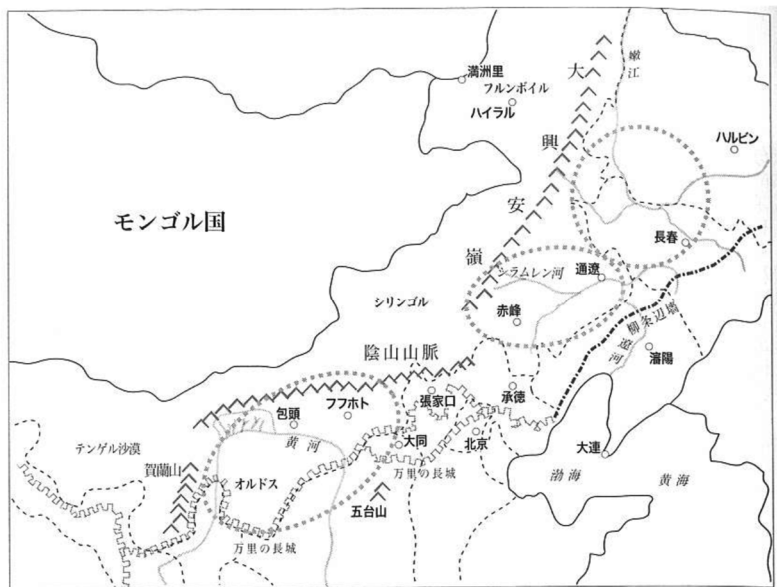 満洲里
フルンボイル
ハイラル
大興安嶺
嫩江
ハルビン
モンゴル国
長春
シラムレン河
通遼
シリンゴル
赤峰
柳条辺墻
遼河
瀋陽
陰山山脈
張家口
承徳
包頭
フフホト
テンゲル沙漠
黄河
大同
北京
大連
賀蘭山
オルドス
万里の長城
渤海
黄海
五台山
万里の長城